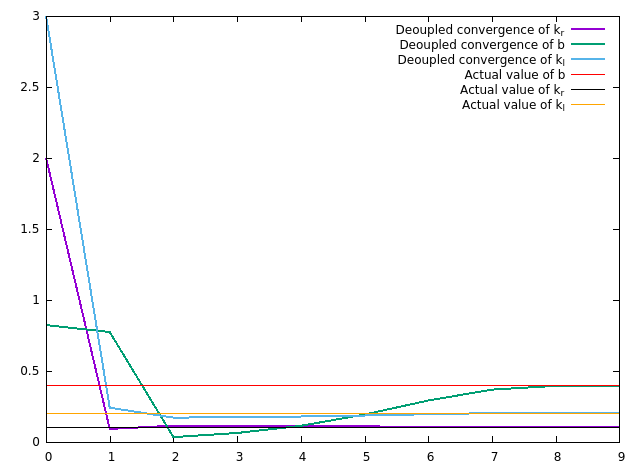 3
2.5
2
1.5
1
0.5
0
0 1 2 3 4 5 6 7 8 9
Deoupled convergence of kᵣ
Deoupled convergence of b
Deoupled convergence of kₗ
Actual value of b
Actual value of kᵣ
Actual value of kₗ